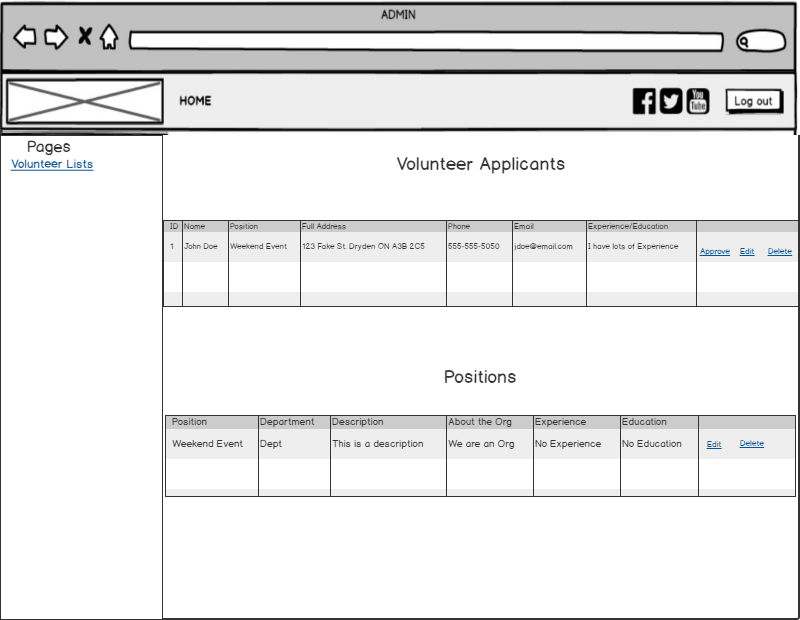 ADMIN
HOME
You
Tube
Log out
Pages
Volunteer Lists
Volunteer Applicants
ID Name Position Full Address Phone Email Experience/Education
1 John Doe Weekend Event 123 Fake St. Dryden ON A3B 2C5 555-555-5050 jdoe@email.com I have lots of Experience Approve Edit Delete
Positions
Position Department Description About the Org Experience Education
Weekend Event Dept This is a description We are an Org No Experience No Education Edit Delete